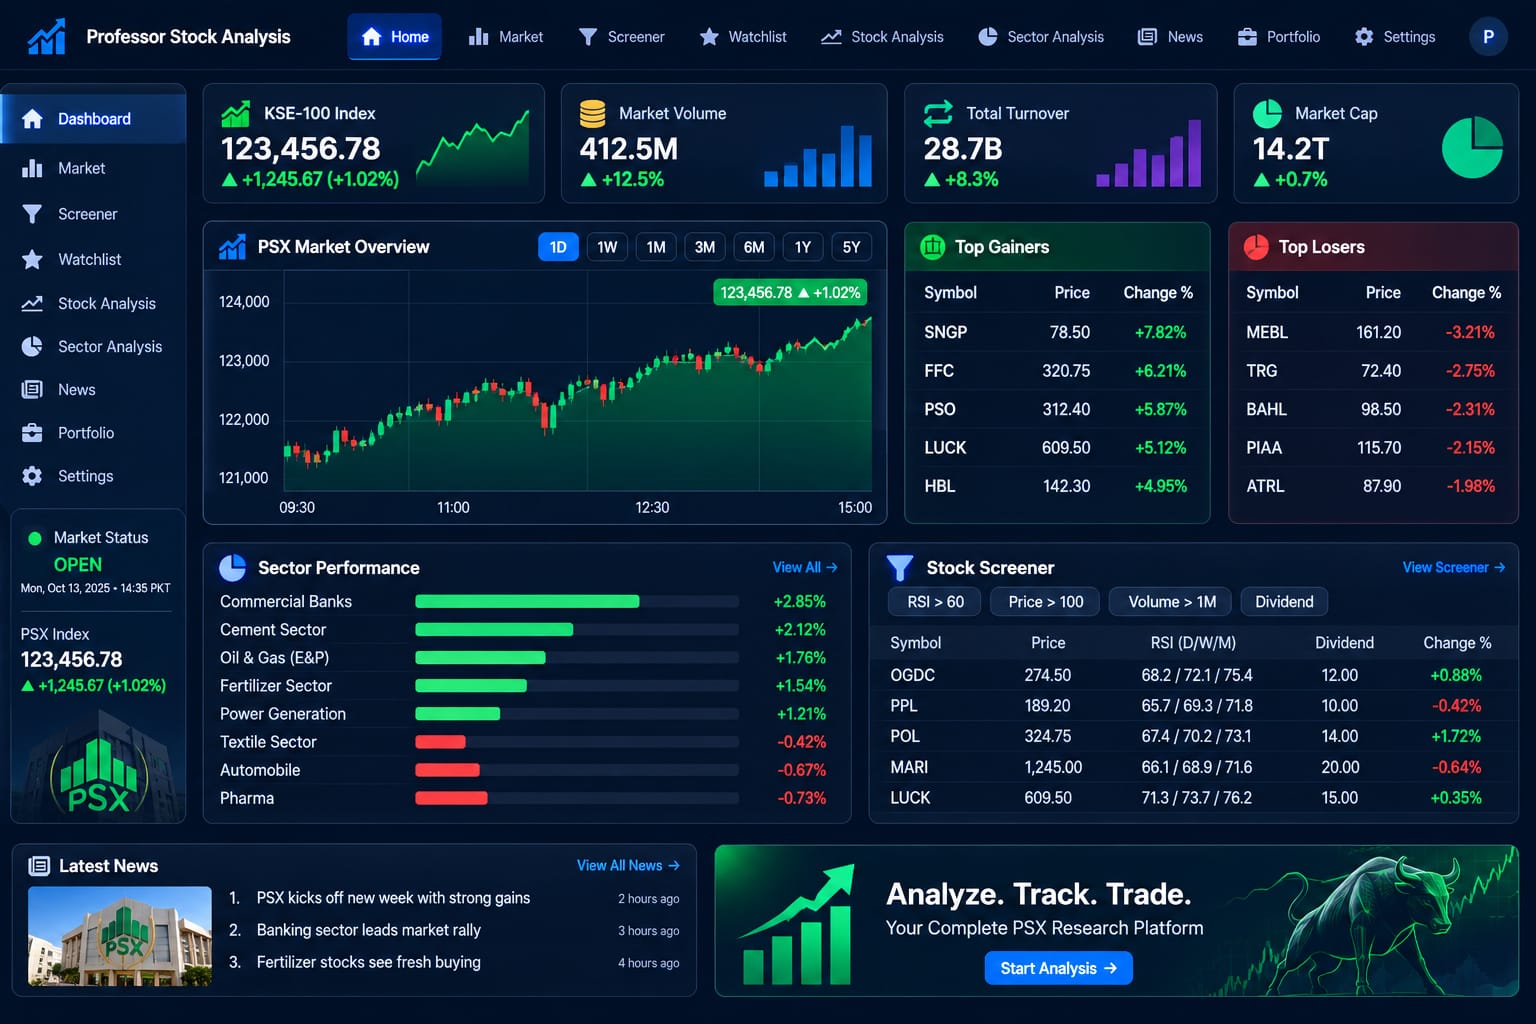 Professor Stock Analysis
Home
Market
Screener
Watchlist
Stock Analysis
Sector Analysis
News
Portfolio
Settings
P
Dashboard
Market
Screener
Watchlist
Stock Analysis
Sector Analysis
News
Portfolio
Settings
Market Status
OPEN
Mon, Oct 13, 2025 • 14:35 PKT
PSX Index
123,456.78
▲ +1,245.67 (+1.02%)
PSX
KSE-100 Index
123,456.78
▲ +1,245.67 (+1.02%)
Market Volume
412.5M
▲ +12.5%
Total Turnover
28.7B
▲ +8.3%
Market Cap
14.2T
▲ +0.7%
PSX Market Overview
1D 1W 1M 3M 6M 1Y 5Y
123,456.78 ▲ +1.02%
124,000
123,000
122,000
121,000
09:30 11:00 12:30 15:00
Top Gainers
Symbol Price Change %
SNGP 78.50 +7.82%
FFC 320.75 +6.21%
PSO 312.40 +5.87%
LUCK 609.50 +5.12%
HBL 142.30 +4.95%
Top Losers
Symbol Price Change %
MEBL 161.20 -3.21%
TRG 72.40 -2.75%
BAHL 98.50 -2.31%
PIAA 115.70 -2.15%
ATRL 87.90 -1.98%
Sector Performance View All →
Commercial Banks +2.85%
Cement Sector +2.12%
Oil & Gas (E&P) +1.76%
Fertilizer Sector +1.54%
Power Generation +1.21%
Textile Sector -0.42%
Automobile -0.67%
Pharma -0.73%
Stock Screener View Screener →
RSI > 60 Price > 100 Volume > 1M Dividend
Symbol Price RSI (D/W/M) Dividend Change %
OGDC 274.50 68.2 / 72.1 / 75.4 12.00 +0.88%
PPL 189.20 65.7 / 69.3 / 71.8 10.00 -0.42%
POL 324.75 67.4 / 70.2 / 73.1 14.00 +1.72%
MARI 1,245.00 66.1 / 68.9 / 71.6 20.00 -0.64%
LUCK 609.50 71.3 / 73.7 / 76.2 15.00 +0.35%
Latest News View All News →
PSX
1. PSX kicks off new week with strong gains 2 hours ago
2. Banking sector leads market rally 3 hours ago
3. Fertilizer stocks see fresh buying 4 hours ago
Analyze. Track. Trade.
Your Complete PSX Research Platform
Start Analysis →